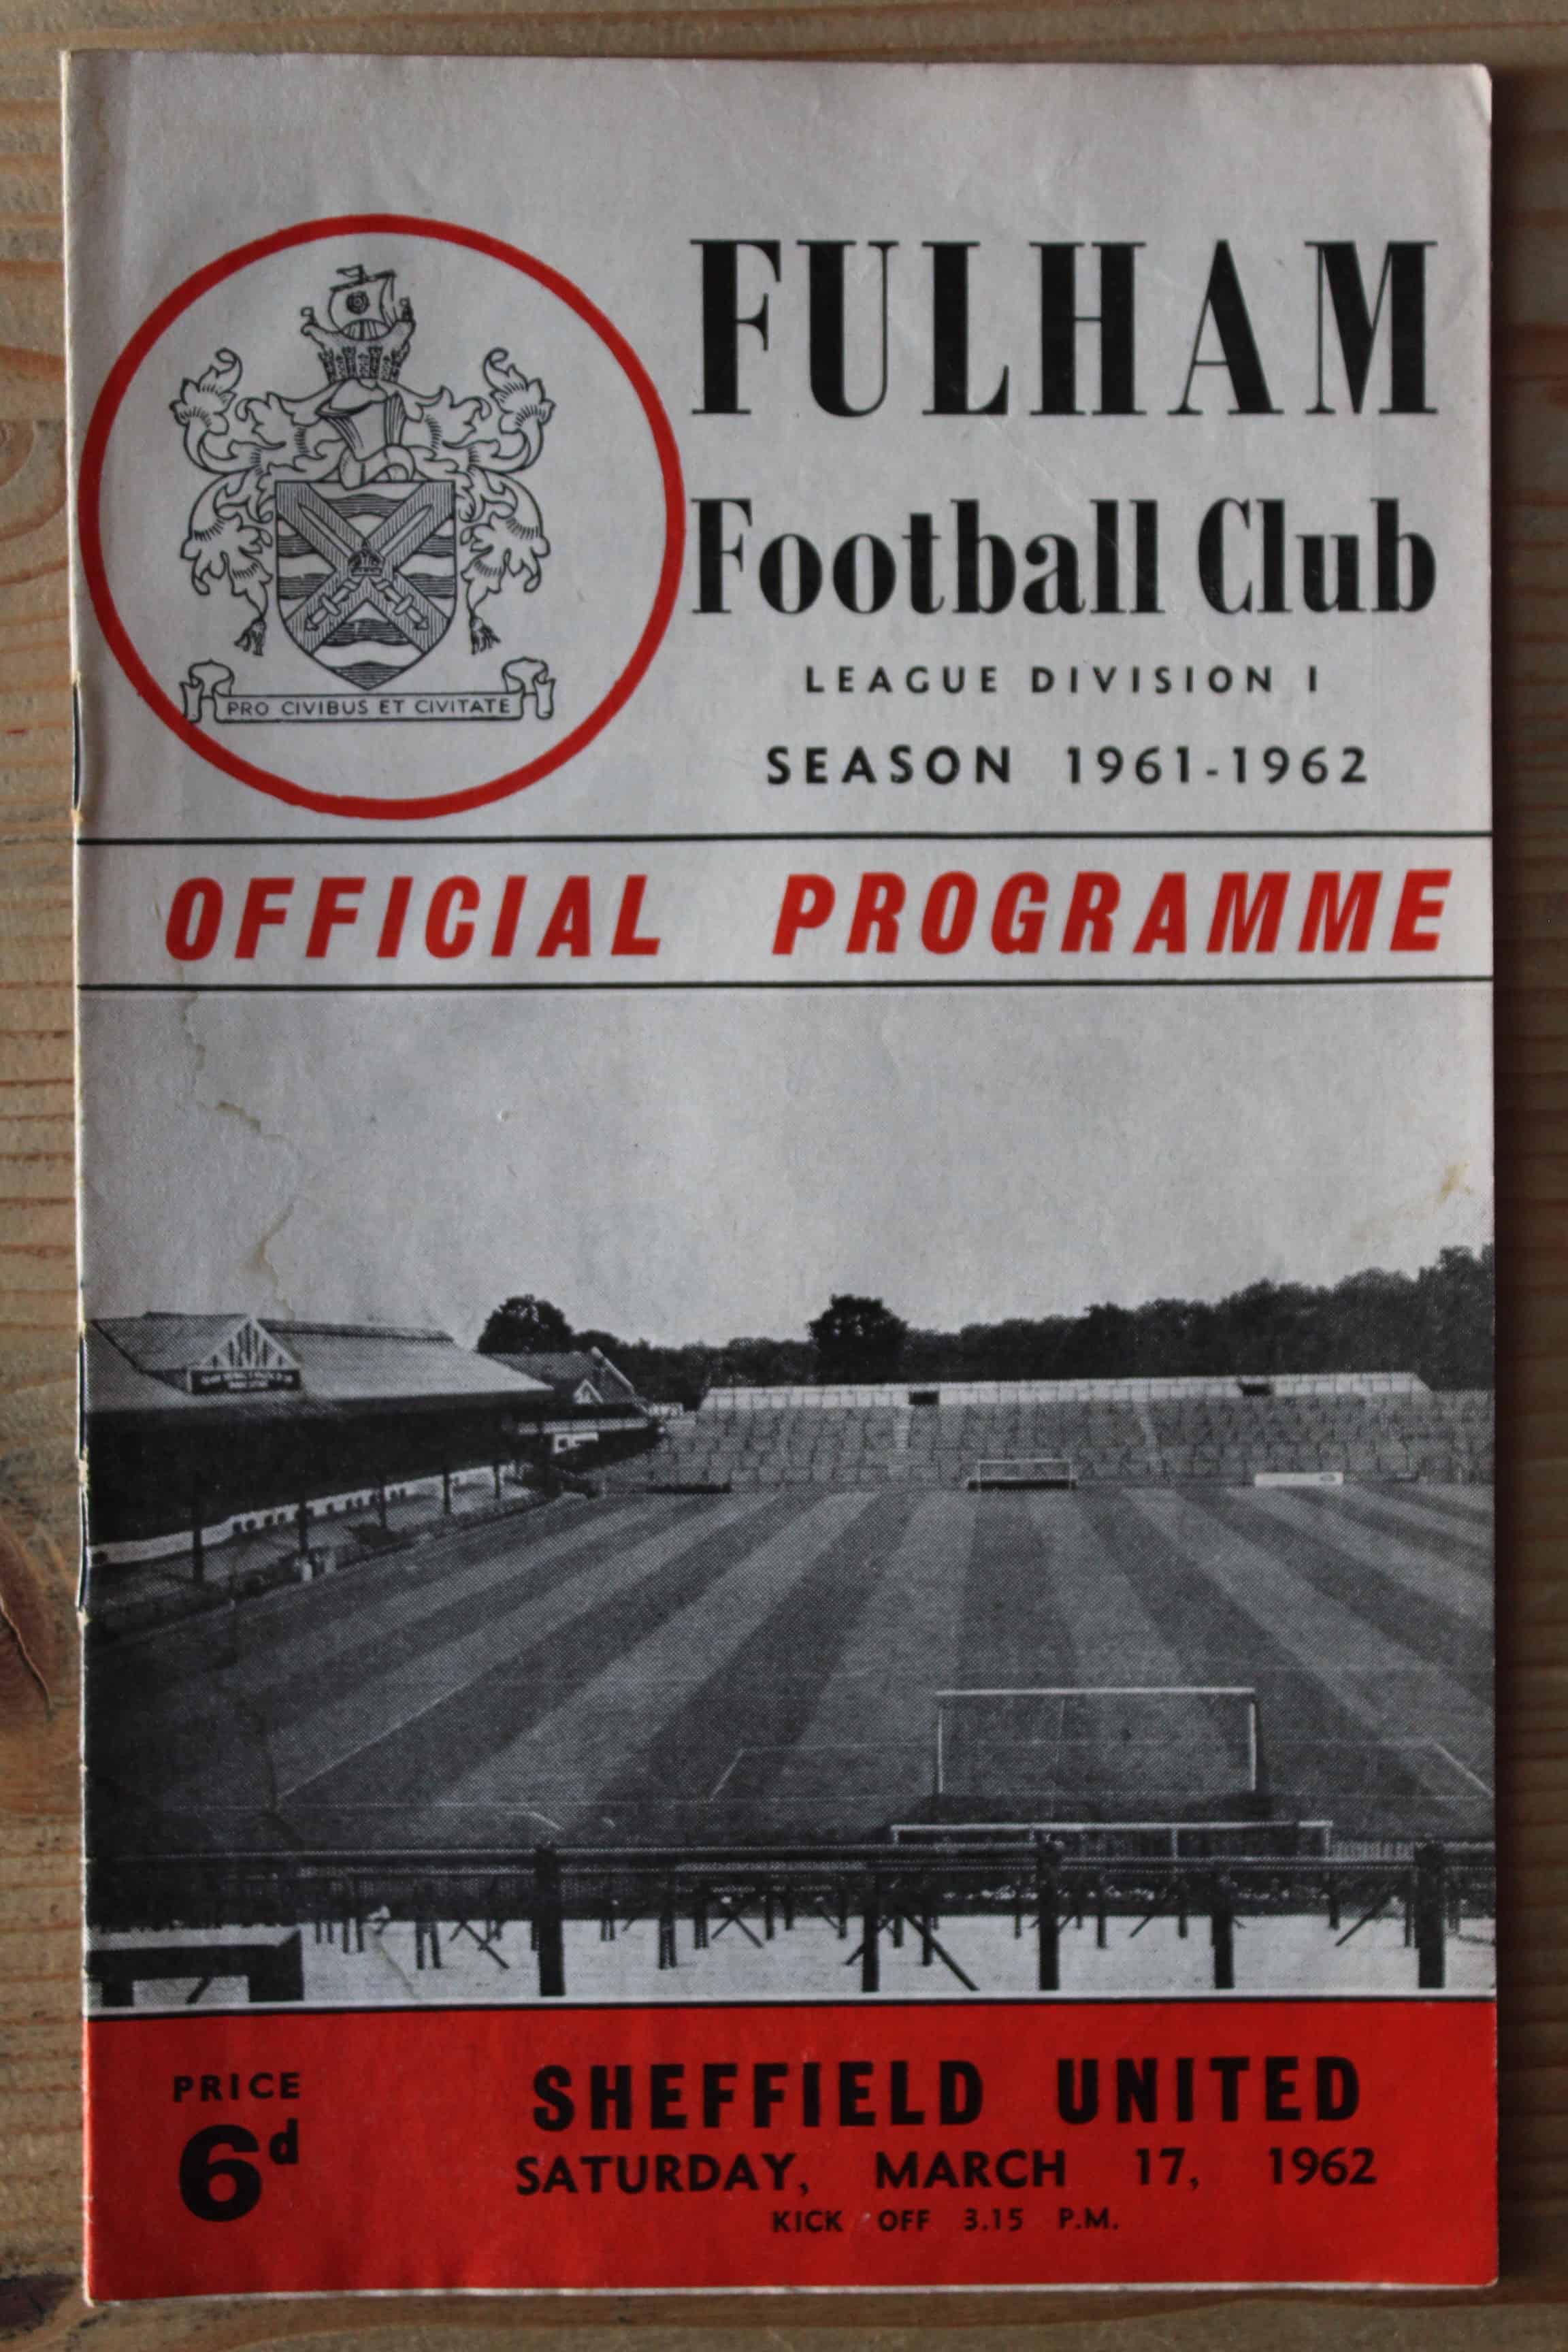 FULHAM
Football Club
LEAGUE DIVISION I
SEASON 1961-1962
PRO CIVIBUS ET CIVITATE
OFFICIAL PROGRAMME
PRICE
6d
SHEFFIELD UNITED
SATURDAY, MARCH 17, 1962
KICK OFF 3.15 P.M.